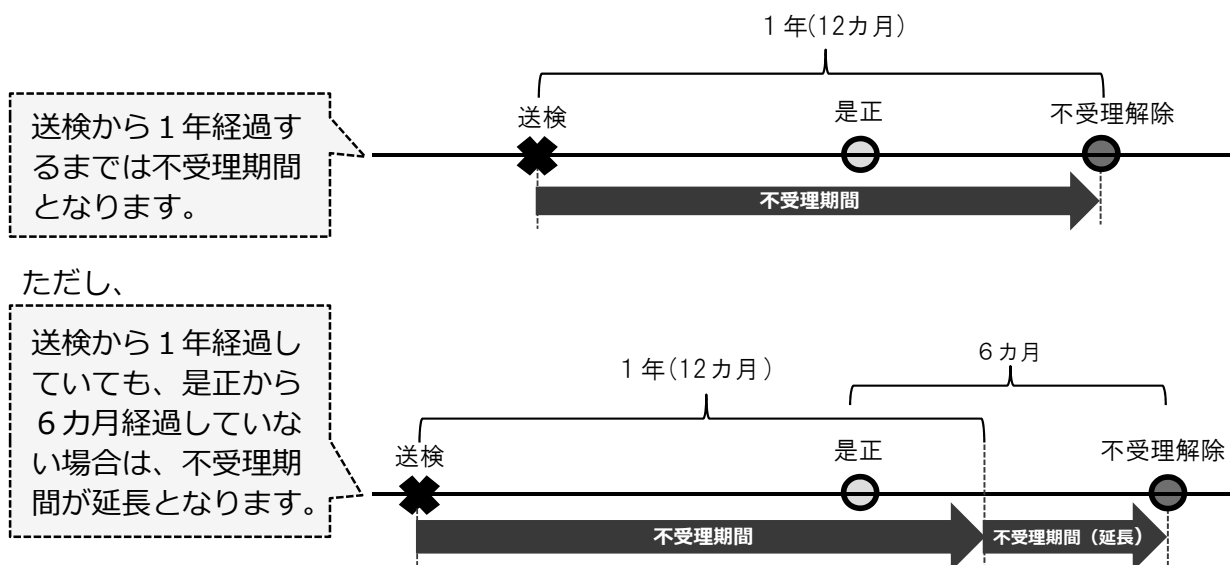 1年(12カ月)
送検から1年経過す
るまでは不受理期間
となります。
送検
是正
不受理解除
不受理期間
ただし、
送検から1年経過し
ていても、是正から
6カ月経過していな
い場合は、不受理期
間が延長となります。
1年(12カ月)
6カ月
送検
是正
不受理解除
不受理期間
不受理期間(延長)